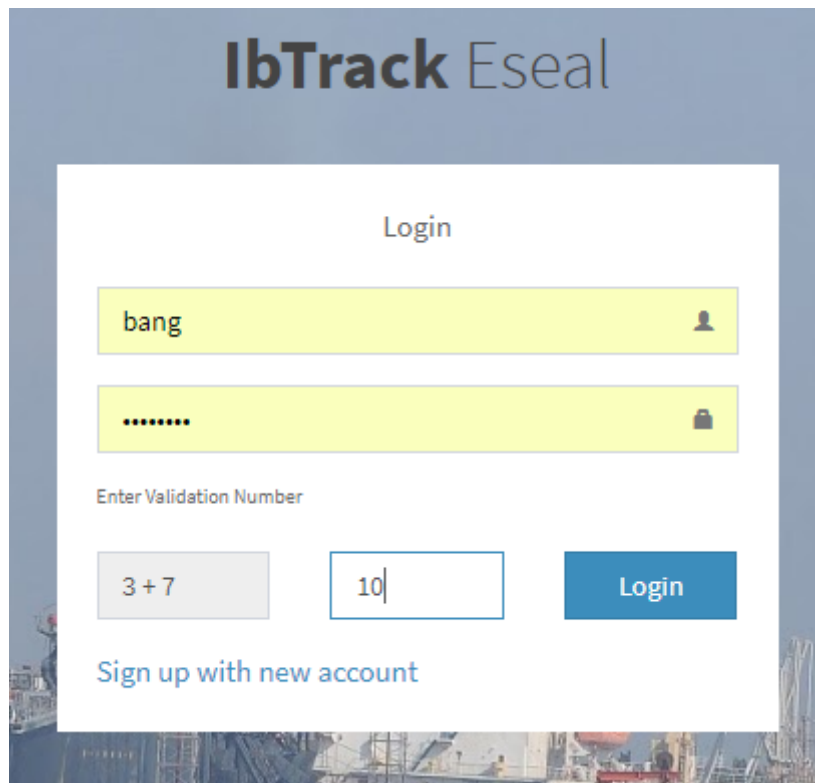 IbTrack Eseal
Login
bang
••••••••
Enter Validation Number
3 + 7
10
Login
Sign up with new account